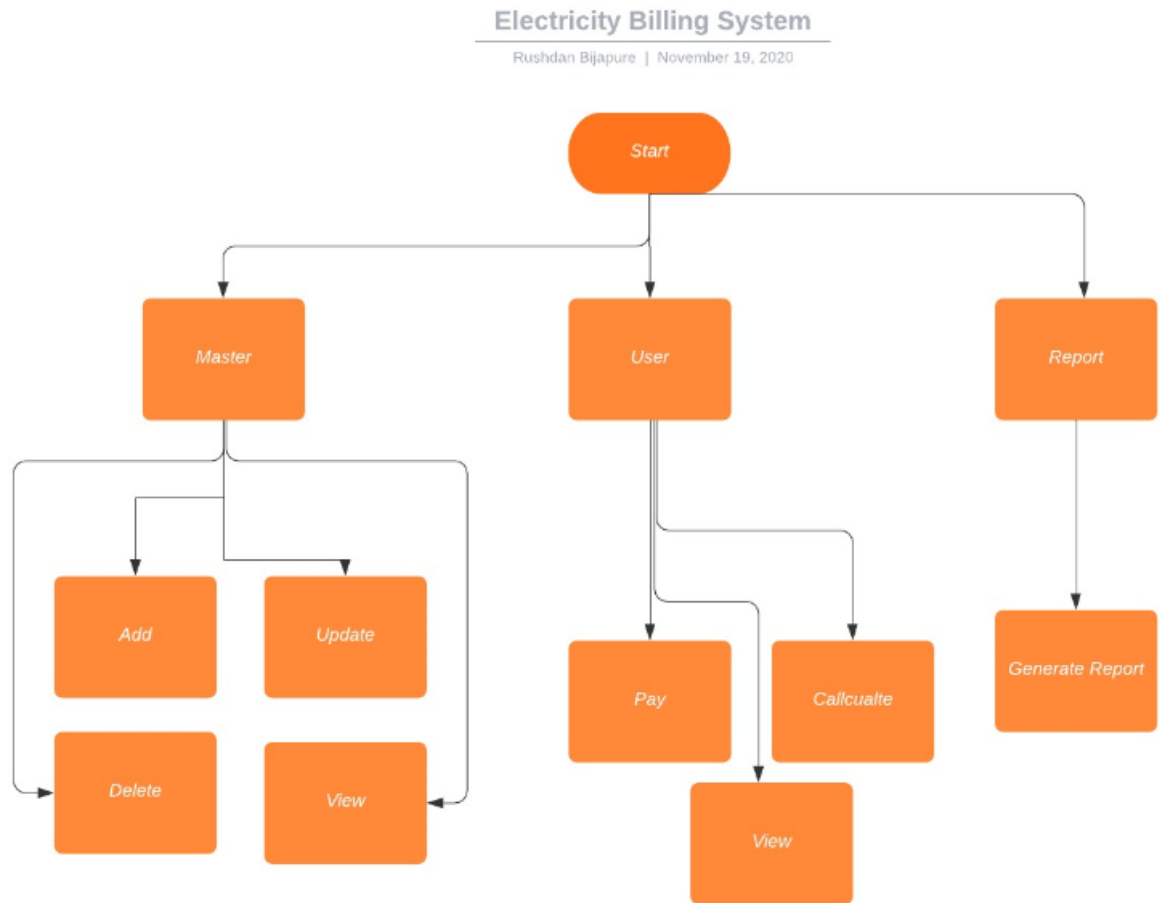 Electricity Billing System
Rushdan Bijapure | November 19, 2020
Start
Master
User
Report
Add
Update
Pay
Callcualte
Generate Report
Delete
View
View